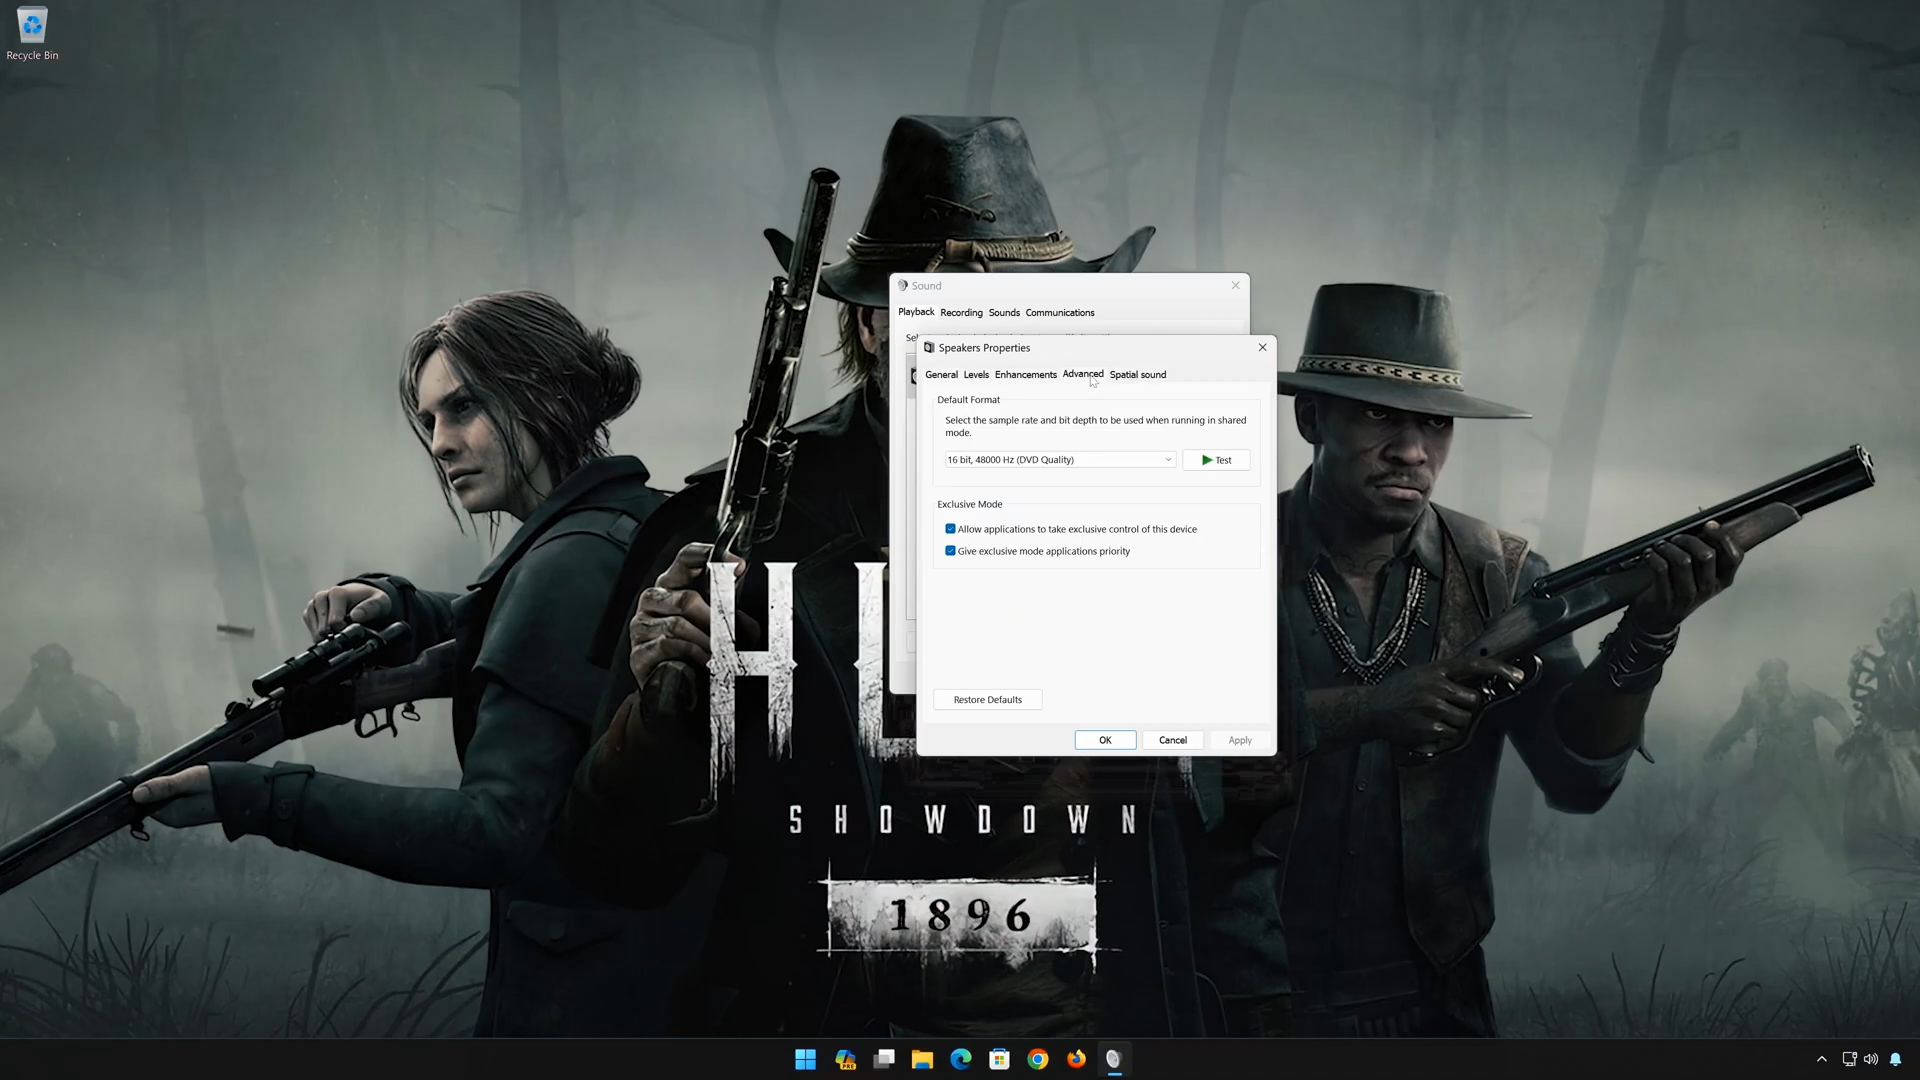 Recycle Bin
Sound
Playback Recording Sounds Communications
Speakers Properties
General Levels Enhancements Advanced Spatial sound
Default Format
Select the sample rate and bit depth to be used when running in shared
mode.
16 bit, 48000 Hz (DVD Quality)
Test
Exclusive Mode
Allow applications to take exclusive control of this device
Give exclusive mode applications priority
Restore Defaults
OK Cancel Apply
H
SHOWDOWN
1896
PRE